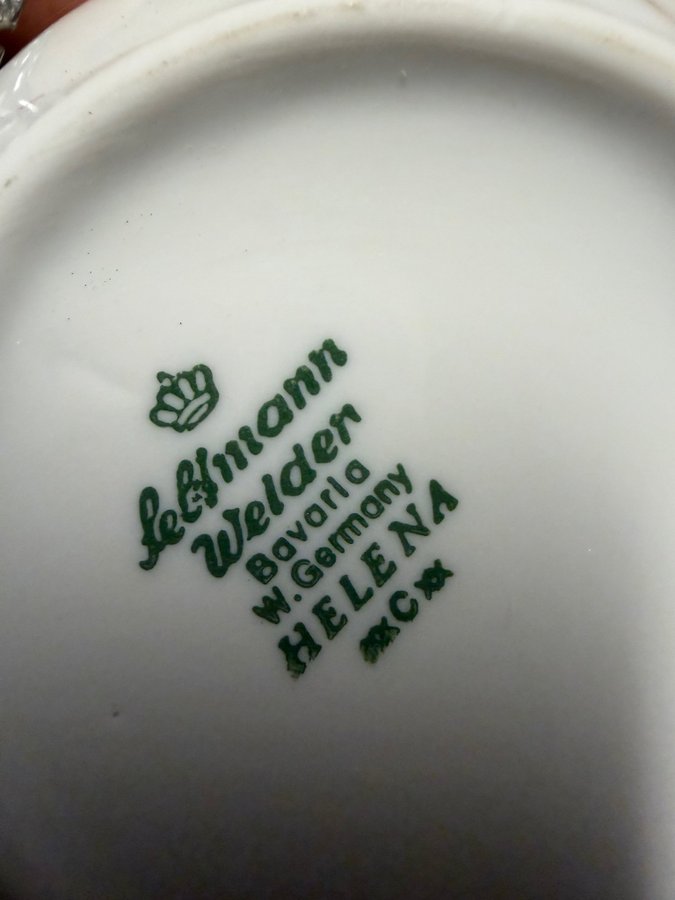 Seltmann
Weiden
Bavaria
W. Germany
HELENA
C